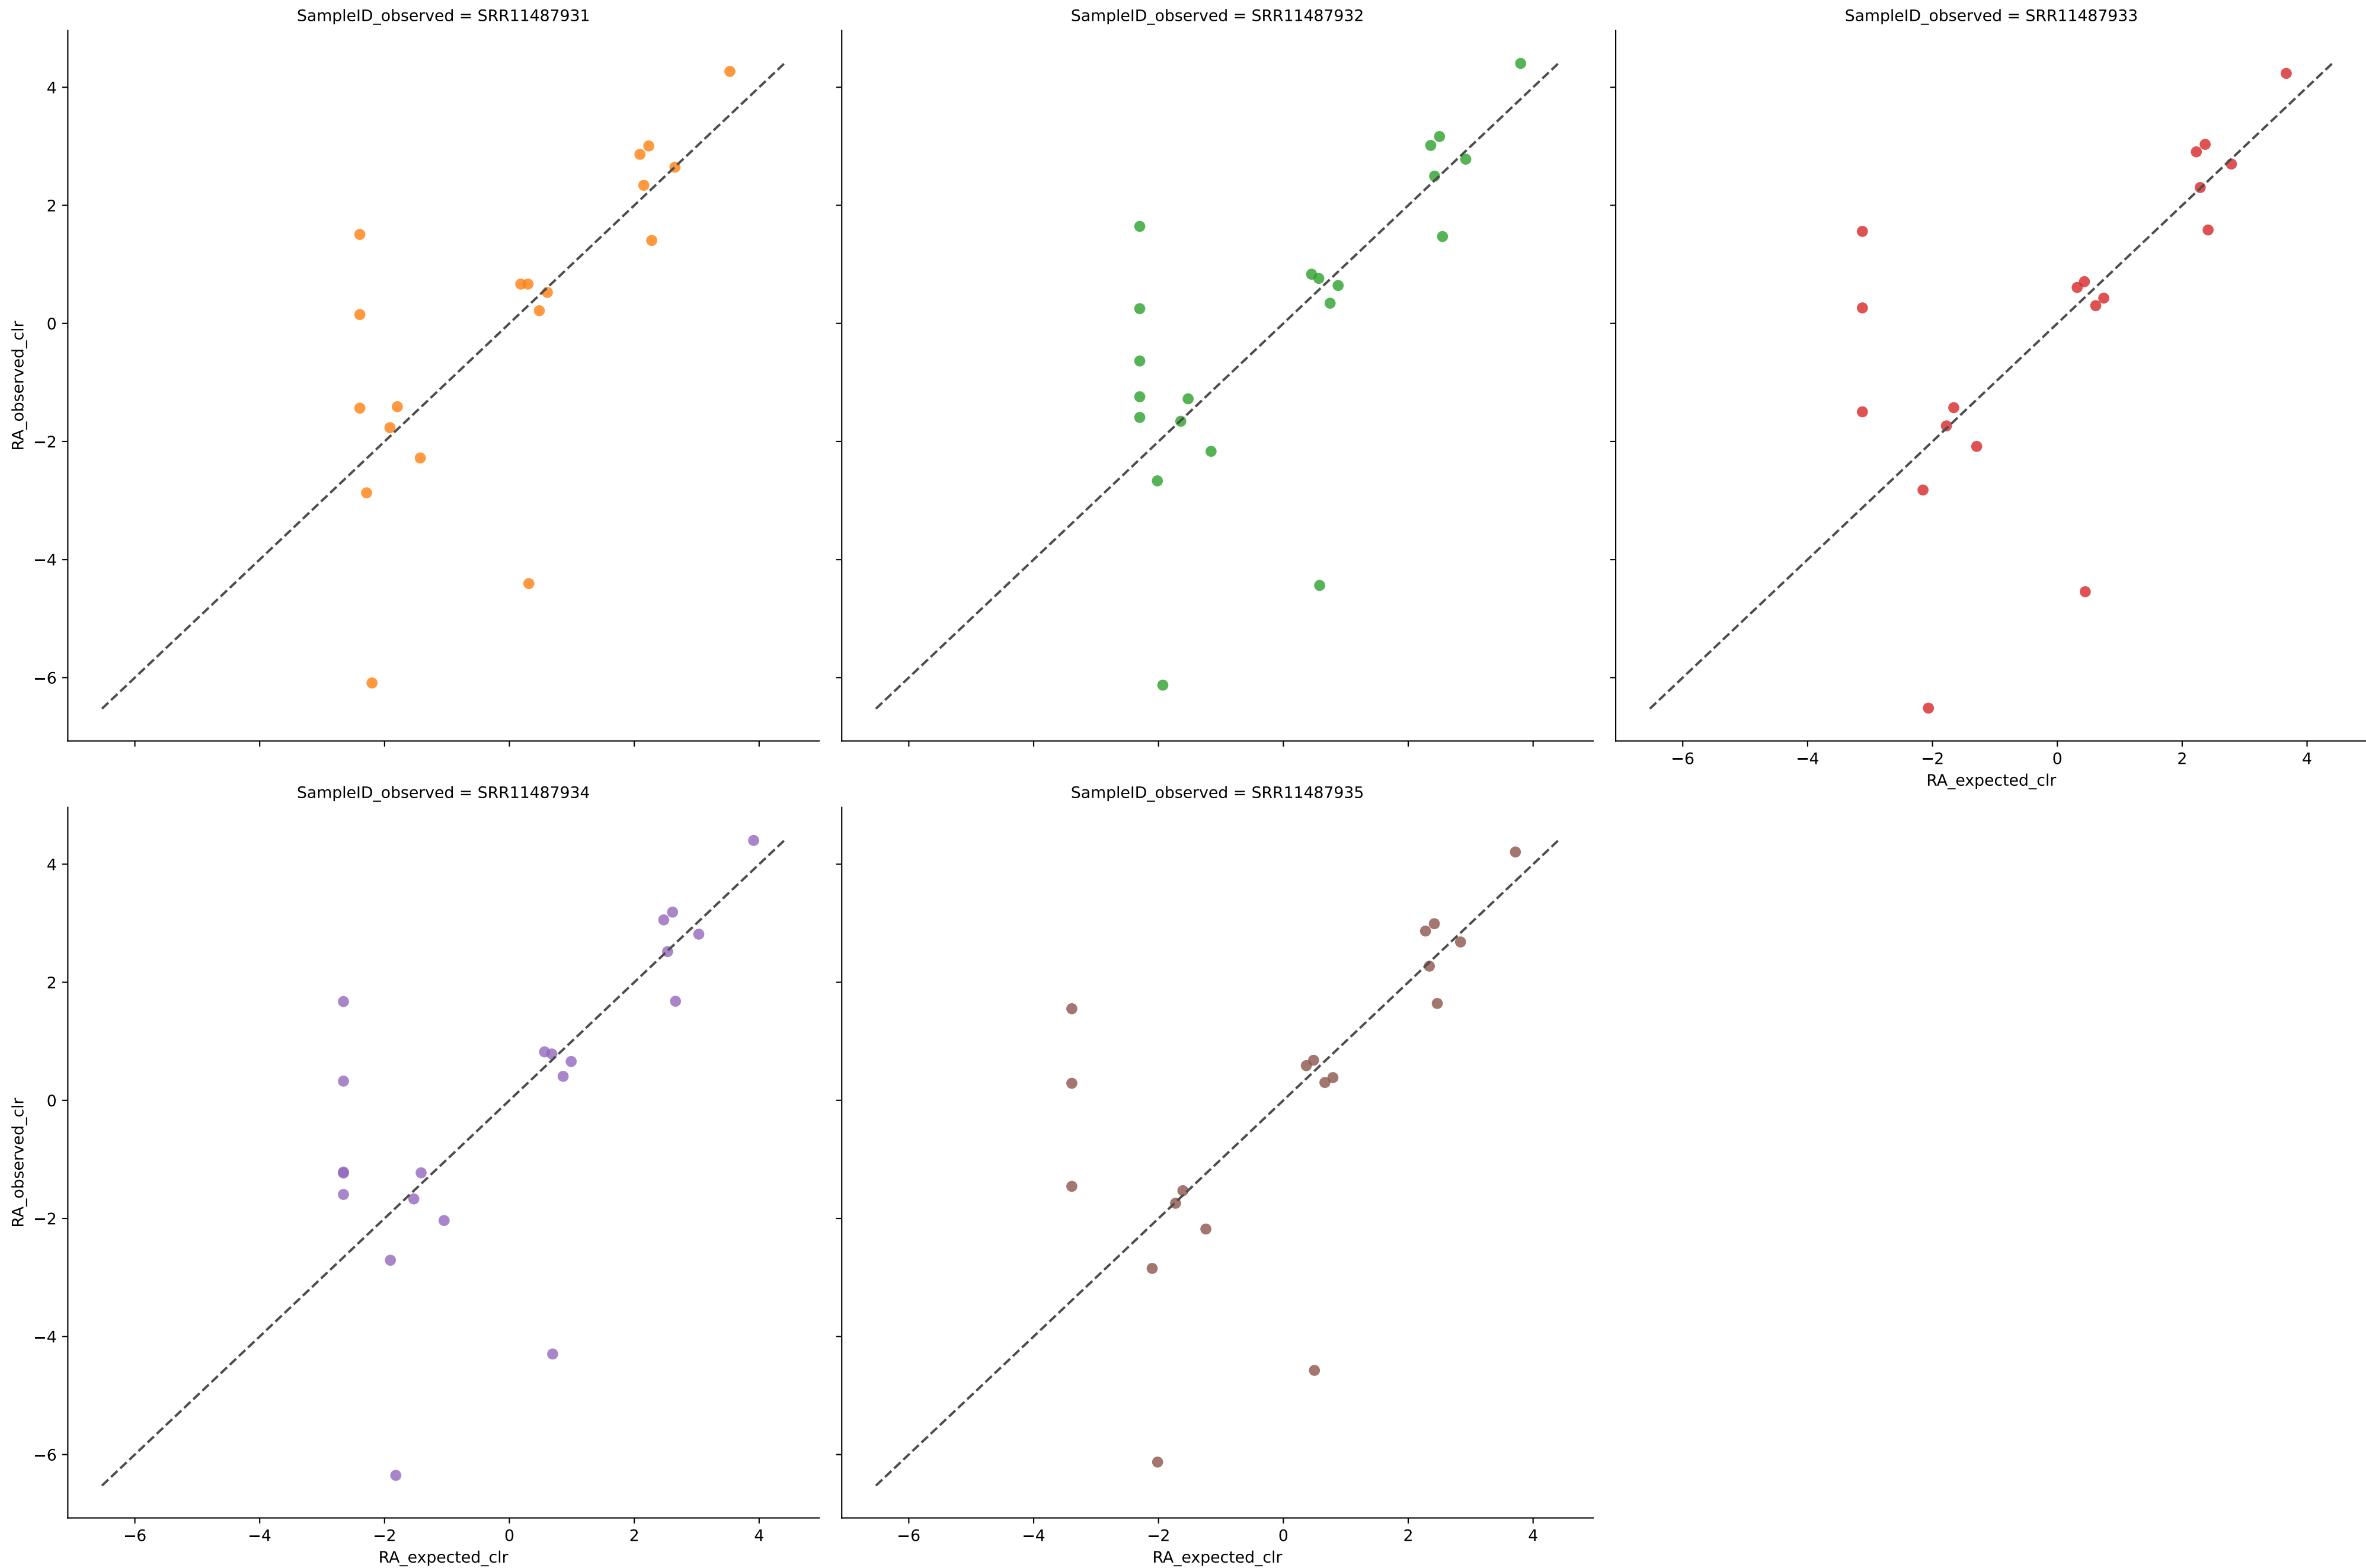 SampleID_observed = SRR11487931
SampleID_observed = SRR11487932
SampleID_observed = SRR11487933
4
2
0
−2
−4
−6
RA_observed_clr
−6 −4 −2 0 2 4
RA_expected_clr
SampleID_observed = SRR11487934
SampleID_observed = SRR11487935
4
2
0
−2
−4
−6
RA_observed_clr
−6 −4 −2 0 2 4
RA_expected_clr
−6 −4 −2 0 2 4
RA_expected_clr